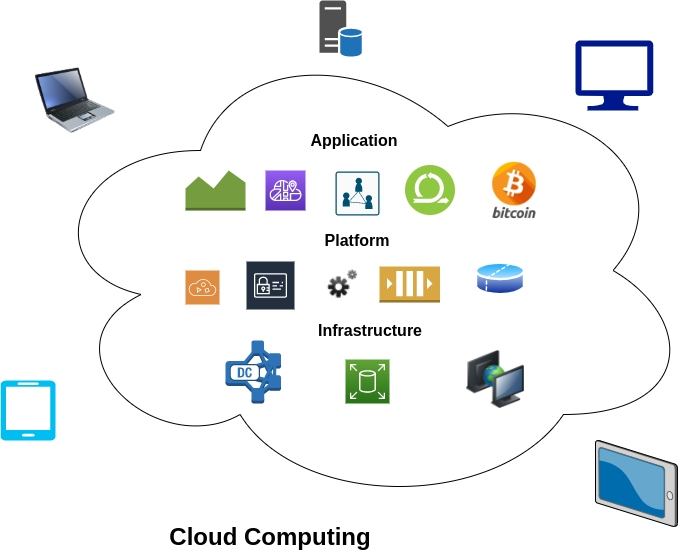 Application
bitcoin
Platform
Infrastructure
DC
Cloud Computing